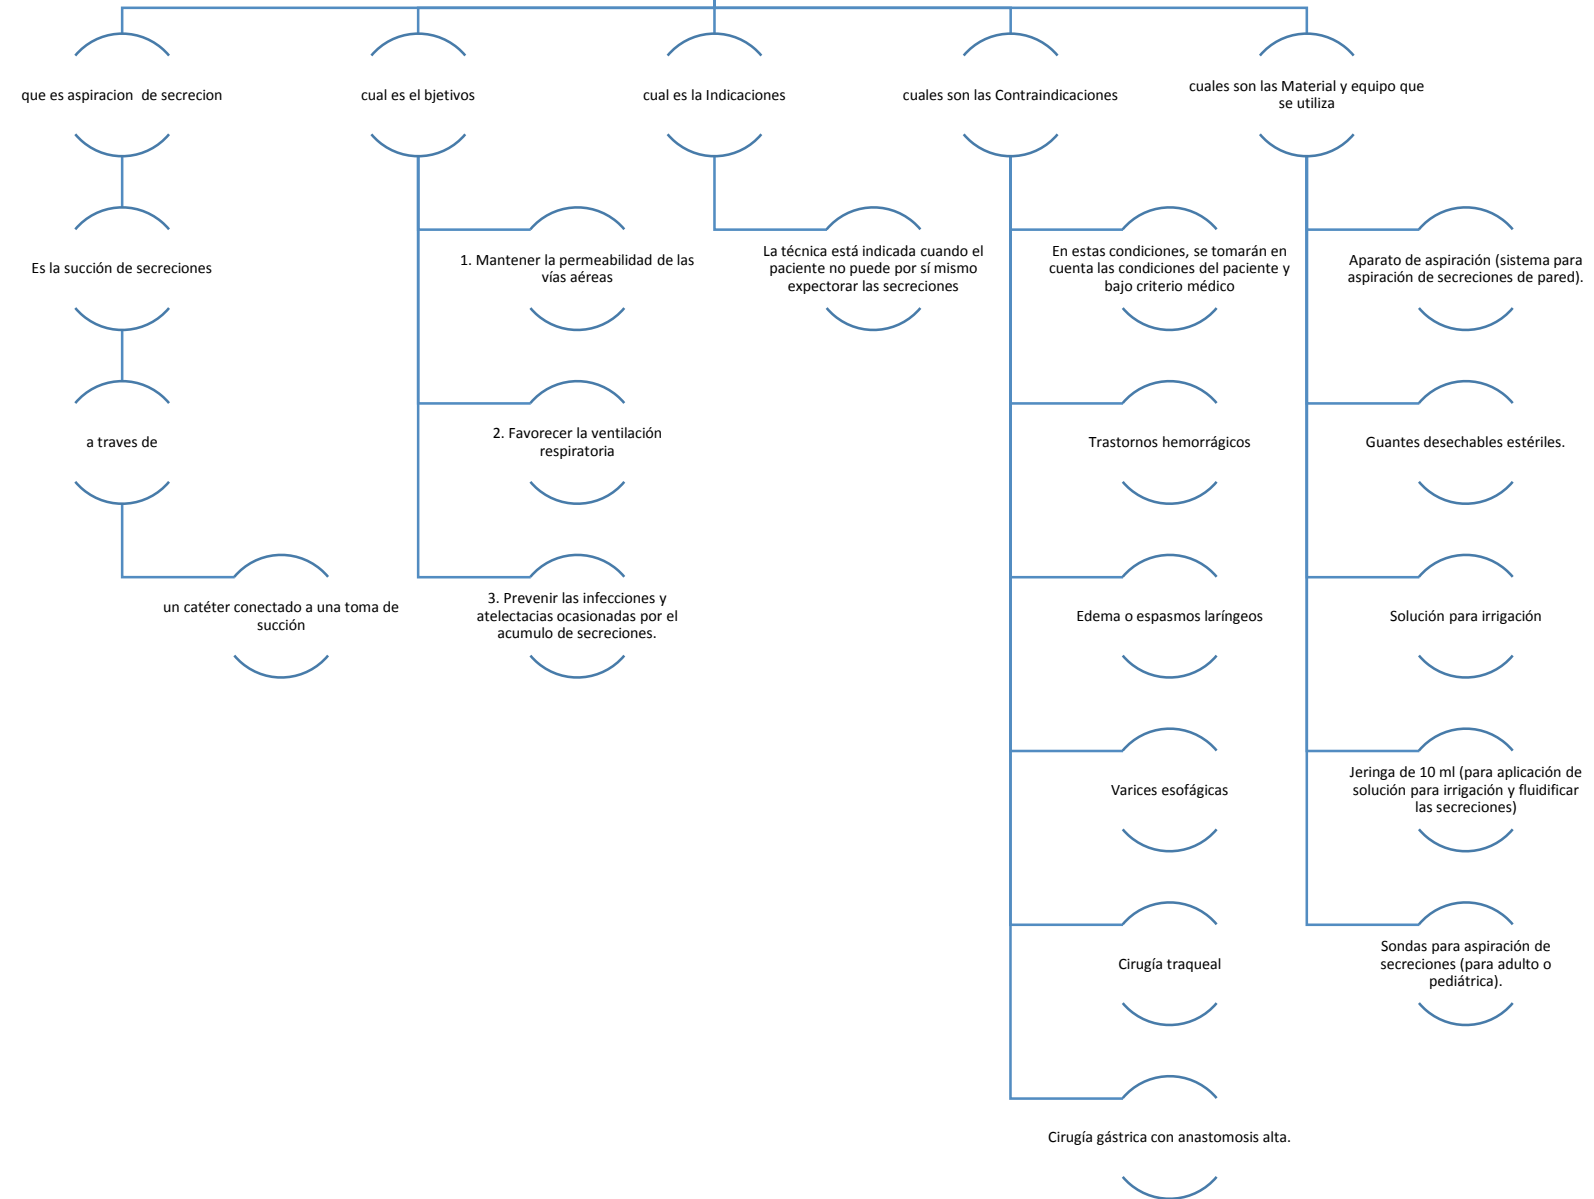 que es aspiracion  de secrecion
cual es el bjetivos
cual es la Indicaciones
cuales son las Contraindicaciones
cuales son las Material y equipo que
se utiliza
Es la succión de secreciones
a traves de
un catéter conectado a una toma de
succión
1. Mantener la permeabilidad de las
vías aéreas
2. Favorecer la ventilación
respiratoria
3. Prevenir las infecciones y
atelectacias ocasionadas por el
acumulo de secreciones.
La técnica está indicada cuando el
paciente no puede por sí mismo
expectorar las secreciones
En estas condiciones, se tomarán en
cuenta las condiciones del paciente y
bajo criterio médico
Trastornos hemorrágicos
Edema o espasmos laríngeos
Varices esofágicas
Cirugía traqueal
Cirugía gástrica con anastomosis alta.
Aparato de aspiración (sistema para
aspiración de secreciones de pared).
Guantes desechables estériles.
Solución para irrigación
Jeringa de 10 ml (para aplicación de
solución para irrigación y fluidificar
las secreciones)
Sondas para aspiración de
secreciones (para adulto o
pediátrica).